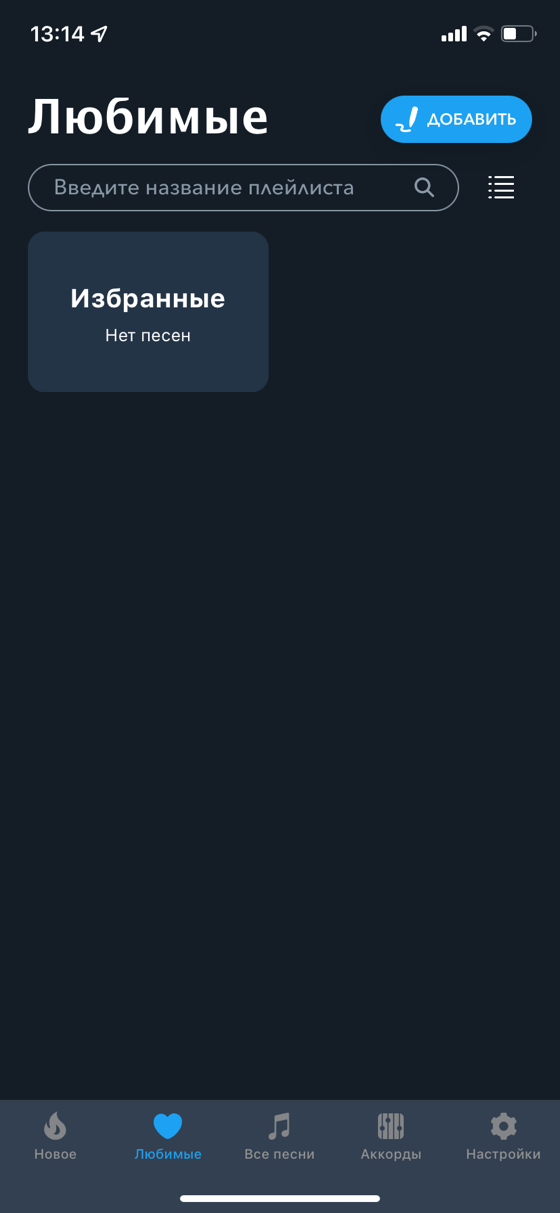 13:14
Любимые
ДОБАВИТЬ
Введите название плейлиста
Избранные
Нет песен
Новое
Любимые
Все песни
Аккорды
Настройки